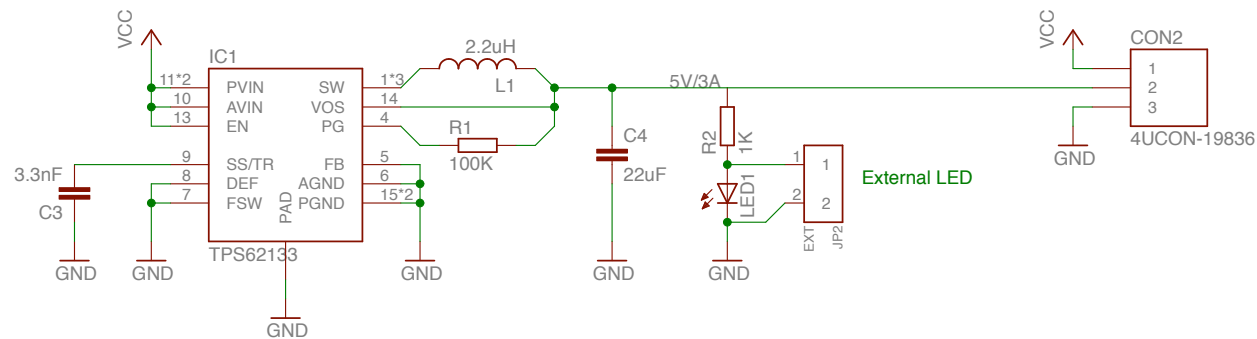 VCC
IC1
11*2 PVIN SW 1*3
10 AVIN VOS 14
13 EN PG 4
9 SS/TR FB 5
8 DEF AGND 6
7 FSW PGND 15*2
PAD
TPS62133
GND
3.3nF
C3
GND
GND
GND
2.2uH
L1
R1
100K
C4
22uF
GND
5V/3A
R2
1K
LED1
GND
1 1
2 2
EXT
JP2
External LED
VCC
CON2
1
2
3
4UCON-19836
GND